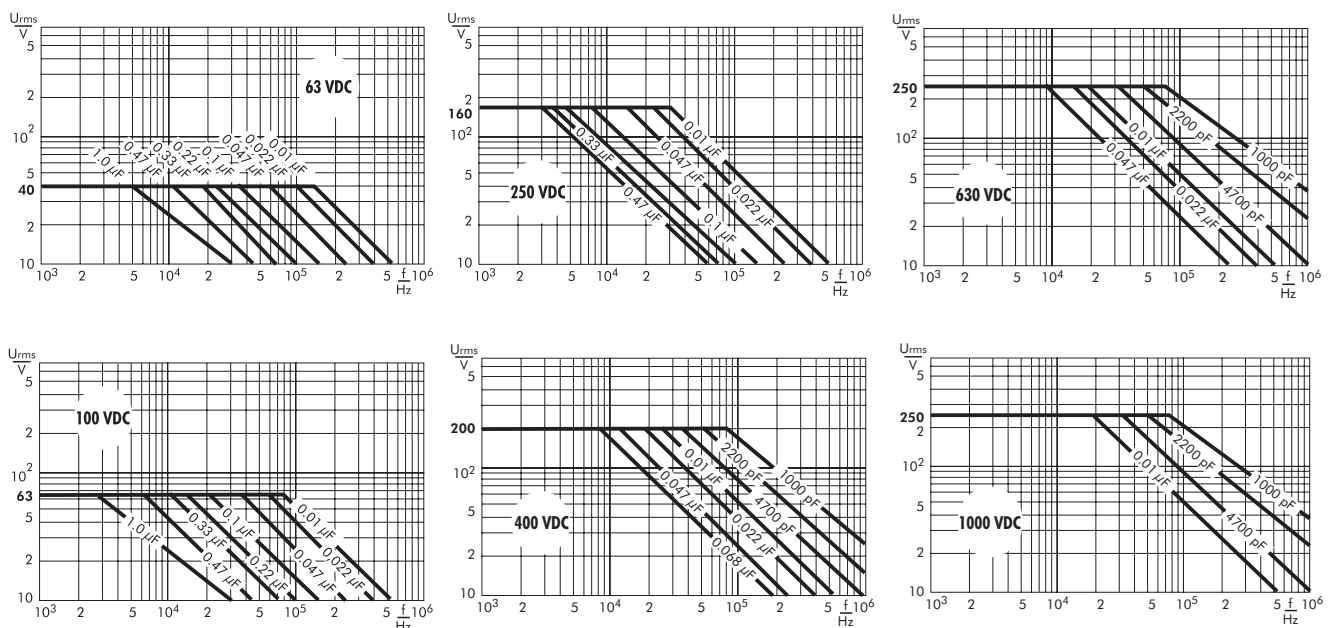 Urms
V
5
2
10²
5
40
2
10
63 VDC
1.0 µF
0.47 µF
0.33 µF
0.22 µF
0.1 µF
0.047 µF
0.022 µF
0.01 µF
10³ 2 5 10⁴ 2 5 10⁵ 2 5 f/Hz 10⁶
Urms
V
5
2
160
10²
5
2
10
250 VDC
0.01 µF
0.33 µF
0.047 µF
0.022 µF
0.47 µF
0.1 µF
10³ 2 5 10⁴ 2 5 10⁵ 2 5 f/Hz 10⁶
Urms
V
5
250
2
10²
5
2
10
630 VDC
2200 pF
1000 pF
0.01 µF
0.047 µF
4700 pF
0.022 µF
10³ 2 5 10⁴ 2 5 10⁵ 2 5 f/Hz 10⁶
Urms
V
5
2
10²
63
5
2
10
100 VDC
0.01 µF
0.1 µF
0.33 µF
1.0 µF
0.022 µF
0.047 µF
0.22 µF
0.47 µF
10³ 2 5 10⁴ 2 5 10⁵ 2 5 f/Hz 10⁶
Urms
V
5
200
10²
5
2
10
400 VDC
2200 pF
1000 pF
0.01 µF
0.047 µF
4700 pF
0.022 µF
0.068 µF
10³ 2 5 10⁴ 2 5 10⁵ 2 5 f/Hz 10⁶
Urms
V
5
250
2
10²
5
2
10
1000 VDC
2200 pF
1000 pF
0.01 µF
4700 pF
10³ 2 5 10⁴ 2 5 10⁵ 2 5 f/Hz 10⁶